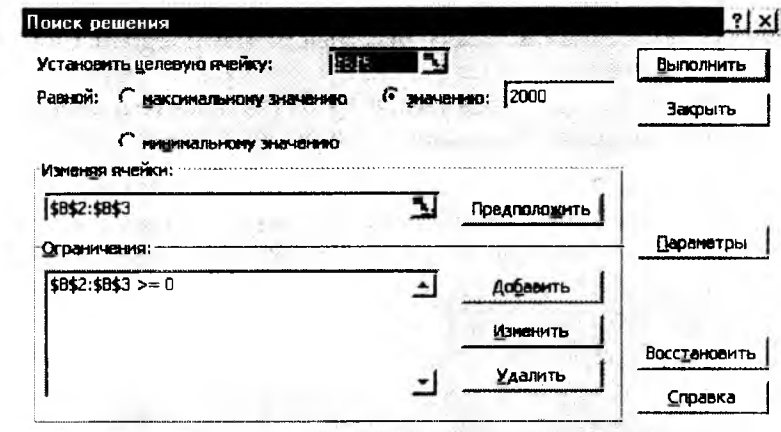 Поиск решения
Установить целевую ячейку:
Выполнить
Равной: максимальному значению значению: 2000
Закрыть
минимальному значению
Изменяя ячейки:
$B$2:$B$3
Предположить
Ограничения:
Параметры
$B$2:$B$3 >= 0
Добавить
Изменить
Восстановить
Удалить
Справка